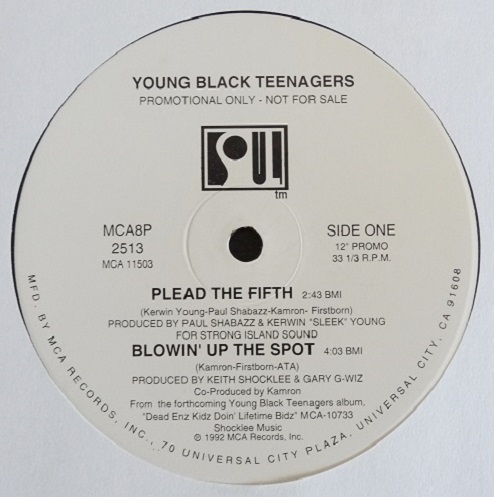 YOUNG BLACK TEENAGERS
PROMOTIONAL ONLY - NOT FOR SALE
SOUL
tm
MCA8P
2513
MCA 11503
SIDE ONE
12" PROMO
33 1/3 R.P.M.
PLEAD THE FIFTH 2:43 BMI
(Kerwin Young-Paul Shabazz-Kamron- Firstborn)
PRODUCED BY PAUL SHABAZZ & KERWIN "SLEEK" YOUNG
FOR STRONG ISLAND SOUND
BLOWIN' UP THE SPOT 4:03 BMI
(Kamron-Firstborn-ATA)
PRODUCED BY KEITH SHOCKLEE & GARY G-WIZ
Co-Produced by Kamron
From the forthcoming Young Black Teenagers album,
"Dead Enz Kidz Doin' Lifetime Bidz" MCA-10733
Shocklee Music
℗ 1992 MCA Records, Inc.
MFD. BY MCA RECORDS, INC., 70 UNIVERSAL CITY PLAZA, UNIVERSAL CITY, CA 91608